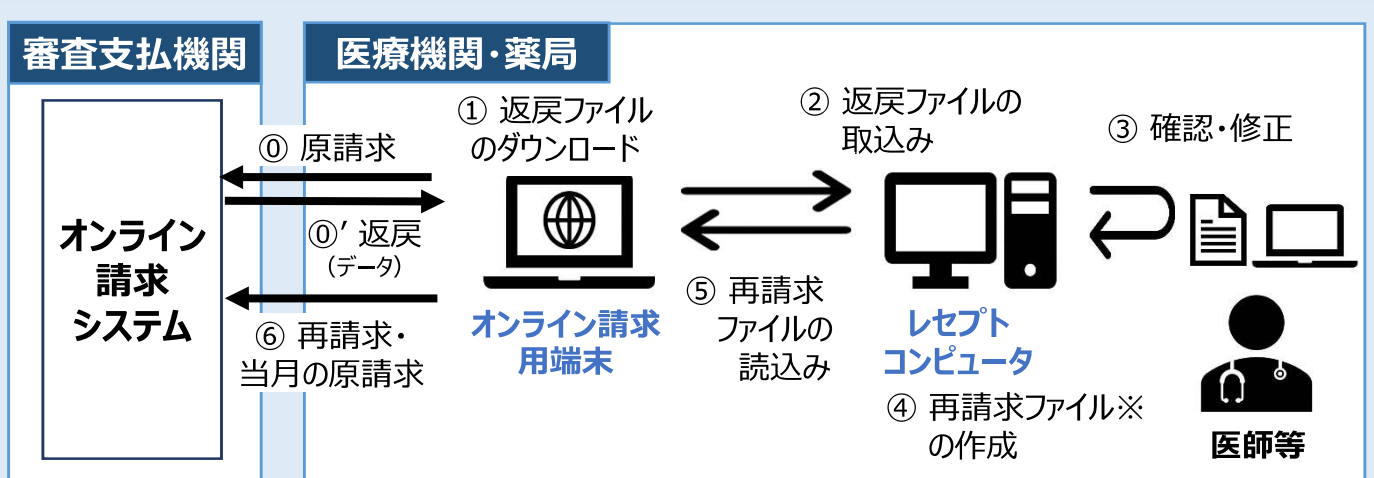 審査支払機関
医療機関・薬局
オンライン
請求
システム
⓪ 原請求
⓪’ 返戻
(データ)
⑥ 再請求・
当月の原請求
① 返戻ファイル
のダウンロード
オンライン請求
用端末
② 返戻ファイルの
取込み
⑤ 再請求
ファイルの
読込み
レセプト
コンピュータ
④ 再請求ファイル※
の作成
③ 確認・修正
医師等